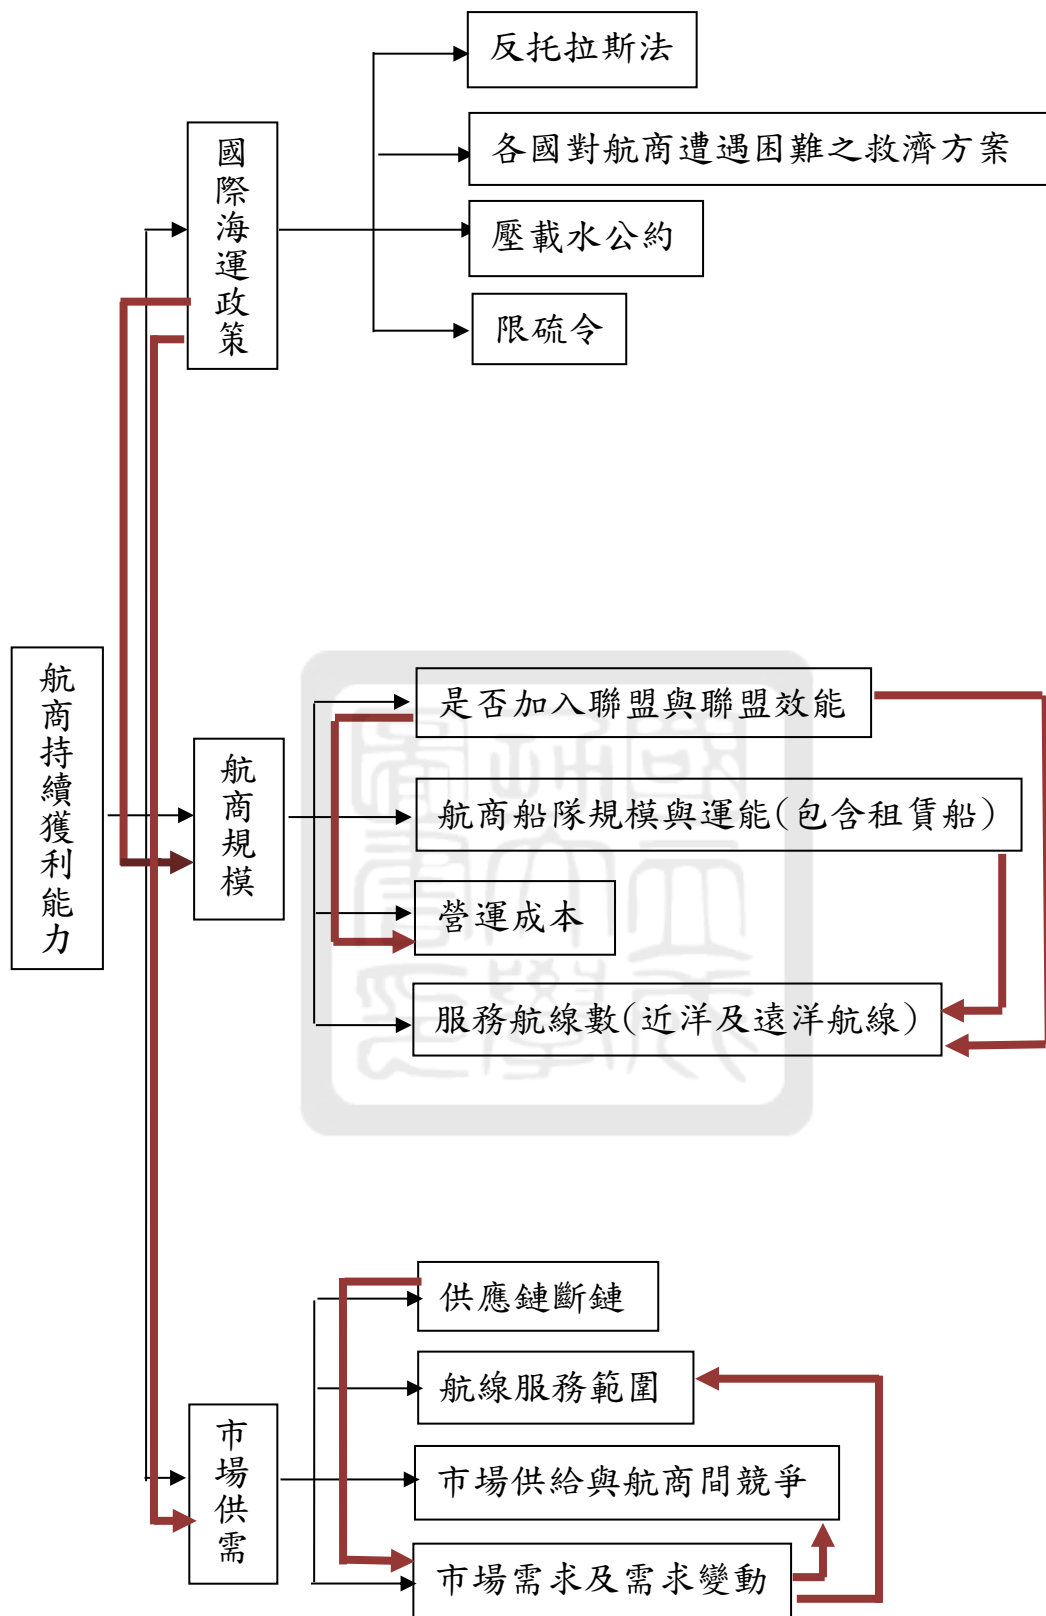 反托拉斯法
各國對航商遭遇困難之救濟方案
國際海運政策
壓載水公約
限硫令
航商持續獲利能力
航商規模
是否加入聯盟與聯盟效能
航商船隊規模與運能(包含租賃船)
營運成本
服務航線數(近洋及遠洋航線)
市場供需
供應鏈斷鏈
航線服務範圍
市場供給與航商間競爭
市場需求及需求變動